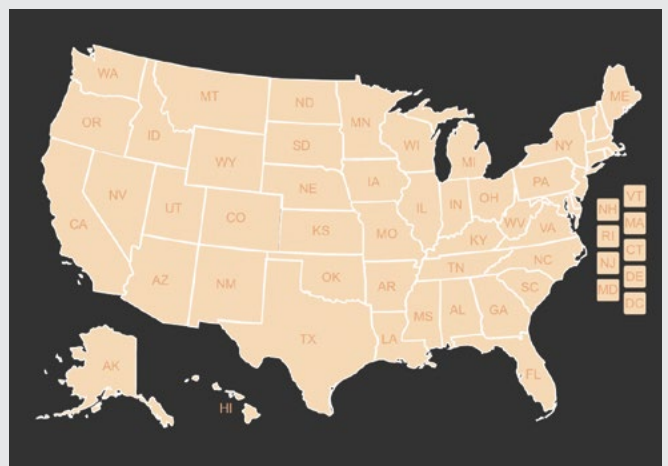 WA
MT
ND
MN
ME
OR
ID
WY
SD
WI
MI
NY
NV
UT
CO
NE
IA
IL
IN
OH
PA
CA
KS
MO
KY
WV
VA
AZ
NM
OK
AR
TN
NC
SC
TX
LA
MS
AL
GA
FL
AK
HI
VT
NH
MA
RI
CT
NJ
DE
MD
DC